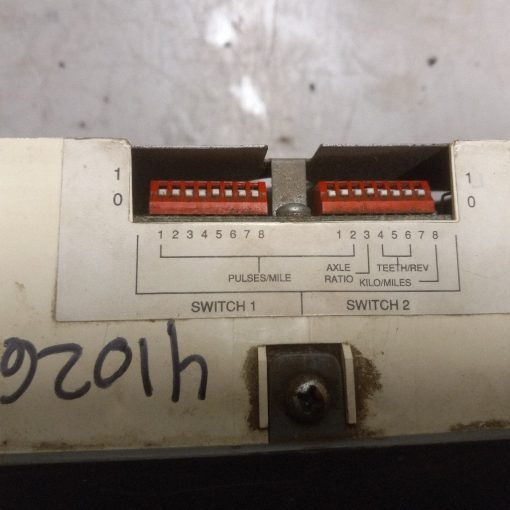 1 1
0 0
1 2 3 4 5 6 7 8 1 2 3 4 5 6 7 8
PULSES/MILE AXLE RATIO TEETH/REV
KILO/MILES
SWITCH 1 SWITCH 2
41026